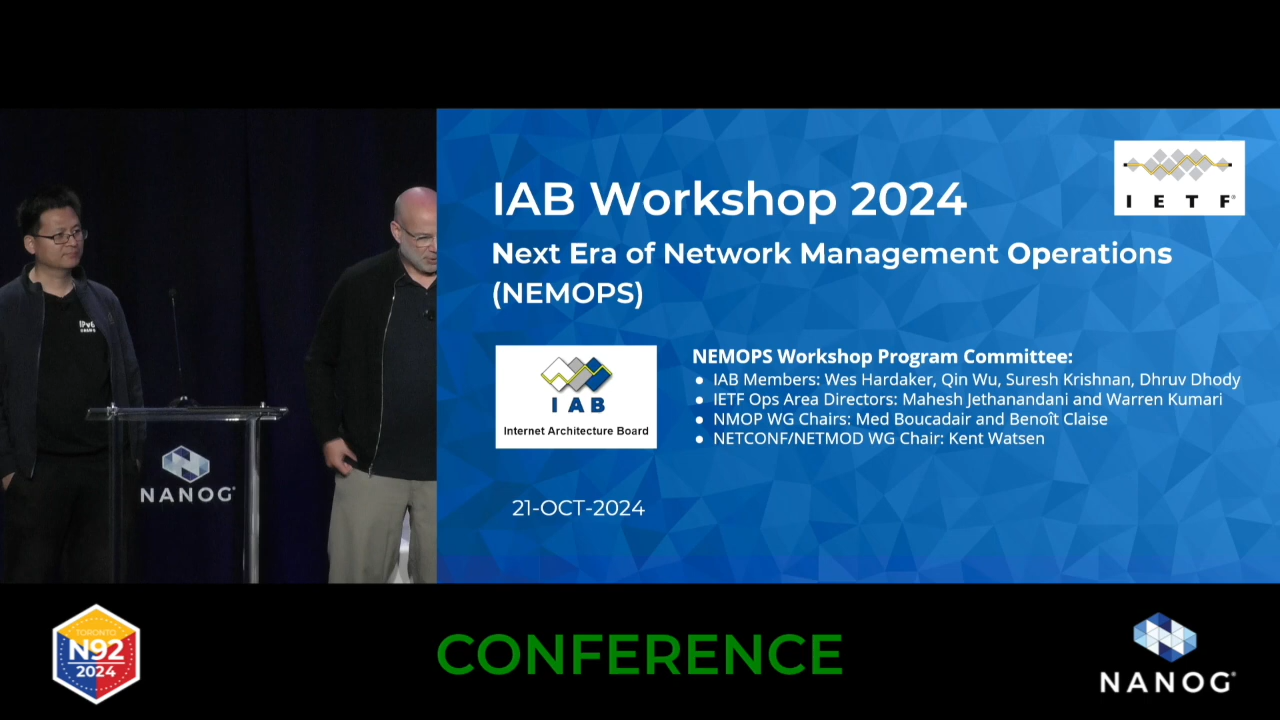 IAB Workshop 2024
Next Era of Network Management Operations
(NEMOPS)
IETF®
IAB
Internet Architecture Board
NEMOPS Workshop Program Committee:
• IAB Members: Wes Hardaker, Qin Wu, Suresh Krishnan, Dhruv Dhody
• IETF Ops Area Directors: Mahesh Jethanandani and Warren Kumari
• NMOP WG Chairs: Med Boucadair and Benoît Claise
• NETCONF/NETMOD WG Chair: Kent Watsen
21-OCT-2024
IPv6
NANOG®
TORONTO
N92
2024
CONFERENCE
NANOG®